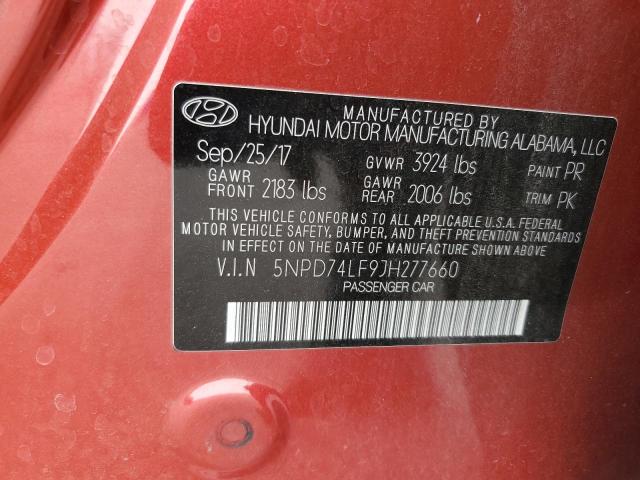 MANUFACTURED BY
HYUNDAI MOTOR MANUFACTURING ALABAMA, LLC
Sep/25/17 GVWR 3924 lbs PAINT PR
GAWR FRONT 2183 lbs GAWR REAR 2006 lbs TRIM PK
THIS VEHICLE CONFORMS TO ALL APPLICABLE U.S.A. FEDERAL
MOTOR VEHICLE SAFETY, BUMPER, AND THEFT PREVENTION STANDARDS
IN EFFECT ON THE DATE OF MANUFACTURE SHOWN ABOVE.
V.I.N 5NPD74LF9JH277660
PASSENGER CAR